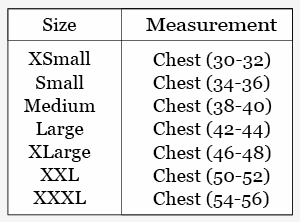 Size Measurement
XSmall Chest (30-32)
Small Chest (34-36)
Medium Chest (38-40)
Large Chest (42-44)
XLarge Chest (46-48)
XXL Chest (50-52)
XXXL Chest (54-56)